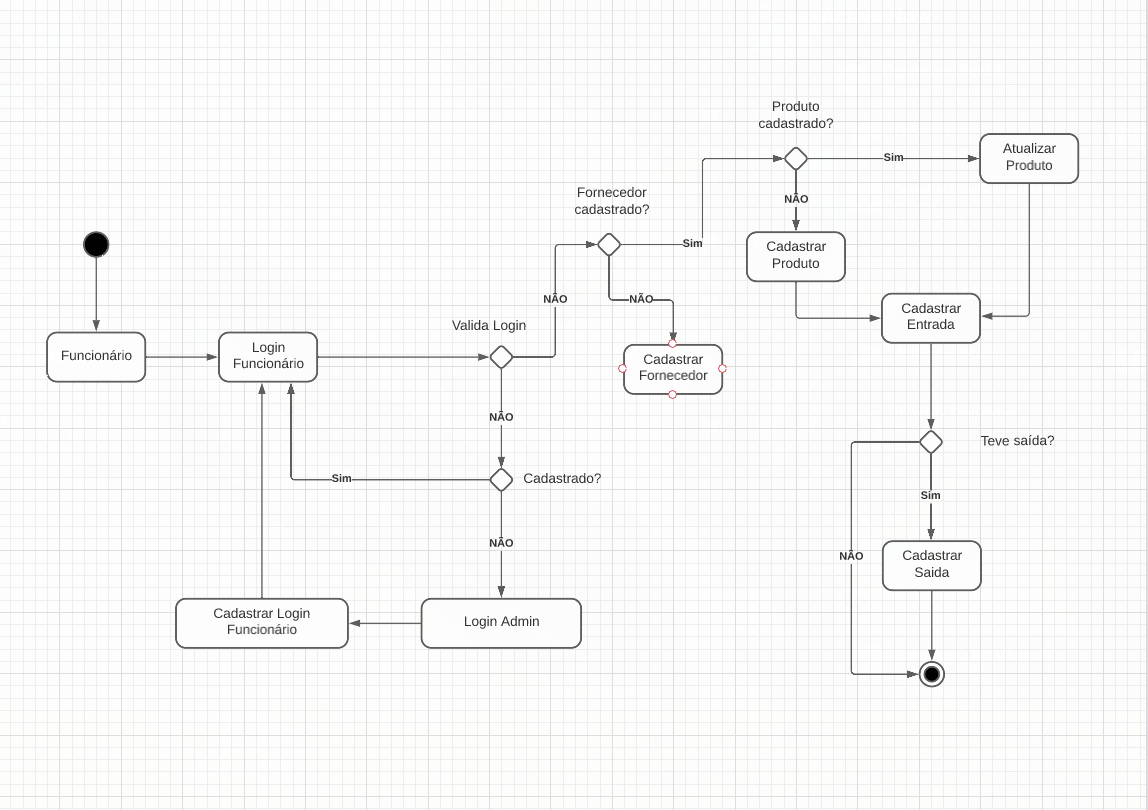 Produto
cadastrado?
Sim
Atualizar
Produto
Fornecedor
cadastrado?
NÃO
Sim
Cadastrar
Produto
NÃO
NÃO
Cadastrar
Entrada
Valida Login
Funcionário
Login
Funcionário
Cadastrar
Fornecedor
NÃO
Teve saída?
Sim
Cadastrado?
Sim
NÃO
NÃO
Cadastrar
Saida
Cadastrar Login
Funcionário
Login Admin